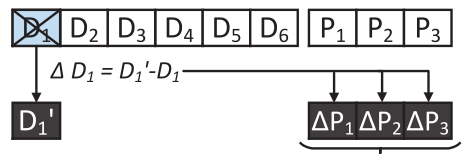 D₁ D₂ D₃ D₄ D₅ D₆ P₁ P₂ P₃
Δ D₁ = D₁'-D₁
D₁' ΔP₁ ΔP₂ ΔP₃